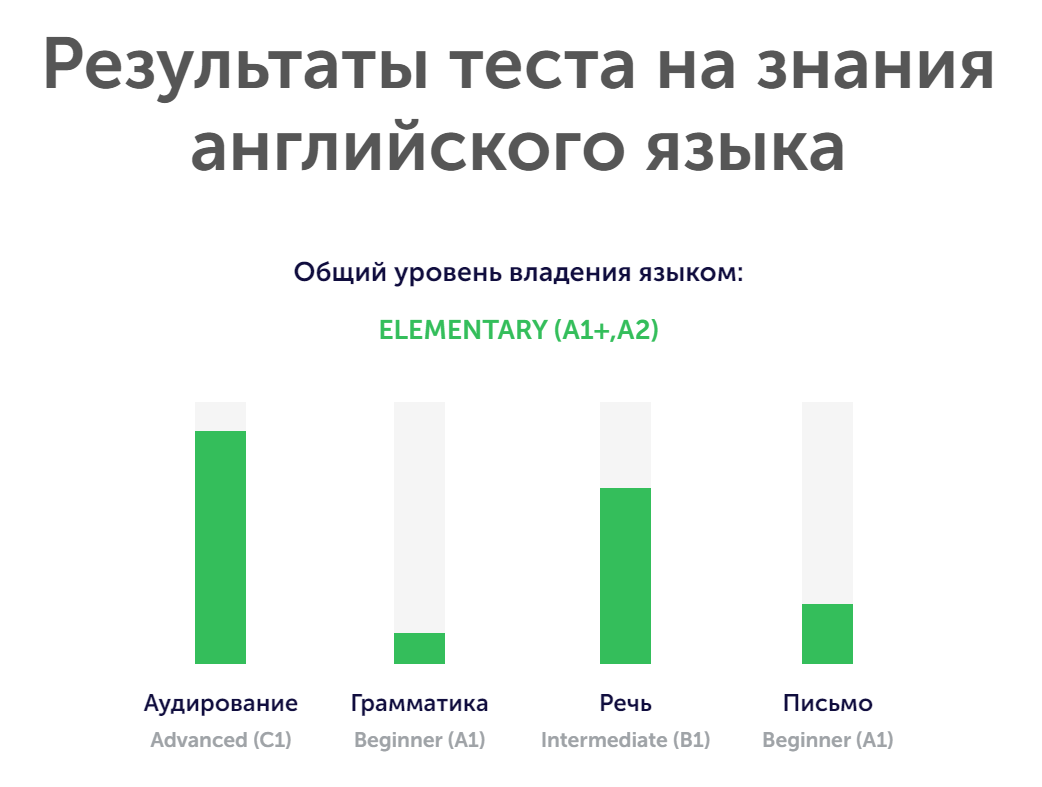 Результаты теста на знания
английского языка
Общий уровень владения языком:
ELEMENTARY (A1+,A2)
Аудирование
Advanced (C1)
Грамматика
Beginner (A1)
Речь
Intermediate (B1)
Письмо
Beginner (A1)